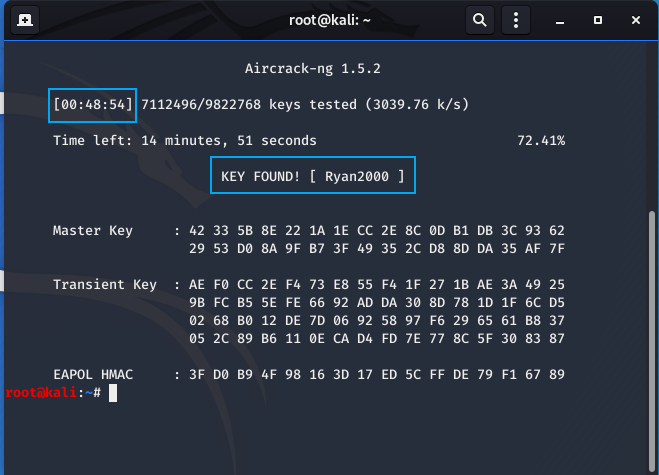 root@kali: ~
Aircrack-ng 1.5.2
[00:48:54] 7112496/9822768 keys tested (3039.76 k/s)
Time left: 14 minutes, 51 seconds 72.41%
KEY FOUND! [ Ryan2000 ]
Master Key : 42 33 5B 8E 22 1A 1E CC 2E 8C 0D B1 DB 3C 93 62
29 53 D0 8A 9F B7 3F 49 35 2C D8 8D DA 35 AF 7F
Transient Key : AE F0 CC 2E F4 73 E8 55 F4 1F 27 1B AE 3A 49 25
9B FC B5 5E FE 66 92 AD DA 30 8D 78 1D 1F 6C D5
02 68 B0 12 DE 7D 06 92 58 97 F6 29 65 61 B8 37
05 2C 89 B6 11 0E CA D4 FD 7E 77 8C 5F 30 83 87
EAPOL HMAC : 3F D0 B9 4F 98 16 3D 17 ED 5C FF DE 79 F1 67 89
root@kali:~#